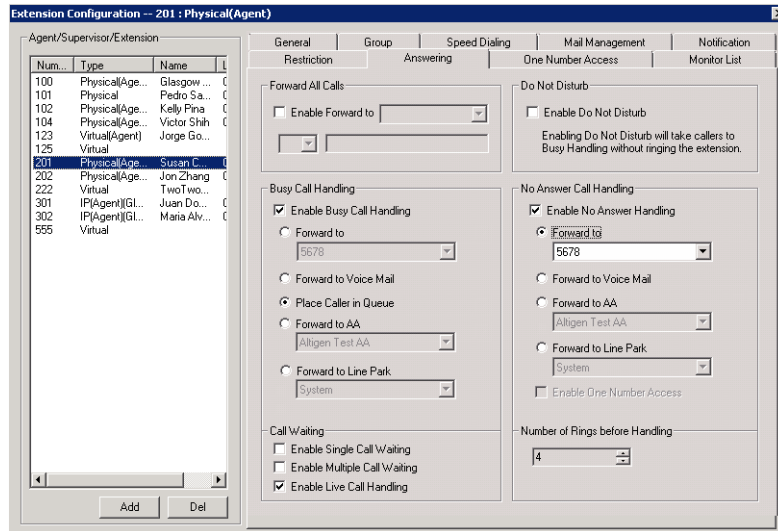 Extension Configuration -- 201 : Physical(Agent)
Agent/Supervisor/Extension
Num... Type Name
100 Physical(Age... Glasgow ...
101 Physical Pedro Sa...
102 Physical(Age... Kelly Pina
104 Physical(Age... Victor Shih
123 Virtual(Agent) Jorge Go...
125 Virtual
201 Physical(Age... Susan C...
202 Physical(Age... Jon Zhang
222 Virtual TwoTwo...
301 IP(Agent)(Gl... Juan Do...
302 IP(Agent)(Gl... Maria Alv...
555 Virtual
Add Del
General Group Speed Dialing Mail Management Notification
Restriction Answering One Number Access Monitor List
Forward All Calls
Enable Forward to
Do Not Disturb
Enable Do Not Disturb
Enabling Do Not Disturb will take callers to
Busy Handling without ringing the extension.
Busy Call Handling
Enable Busy Call Handling
Forward to
5678
Forward to Voice Mail
Place Caller in Queue
Forward to AA
Altigen Test AA
Forward to Line Park
System
No Answer Call Handling
Enable No Answer Handling
Forward to
5678
Forward to Voice Mail
Forward to AA
Altigen Test AA
Forward to Line Park
System
Enable One Number Access
Call Waiting
Enable Single Call Waiting
Enable Multiple Call Waiting
Enable Live Call Handling
Number of Rings before Handling
4